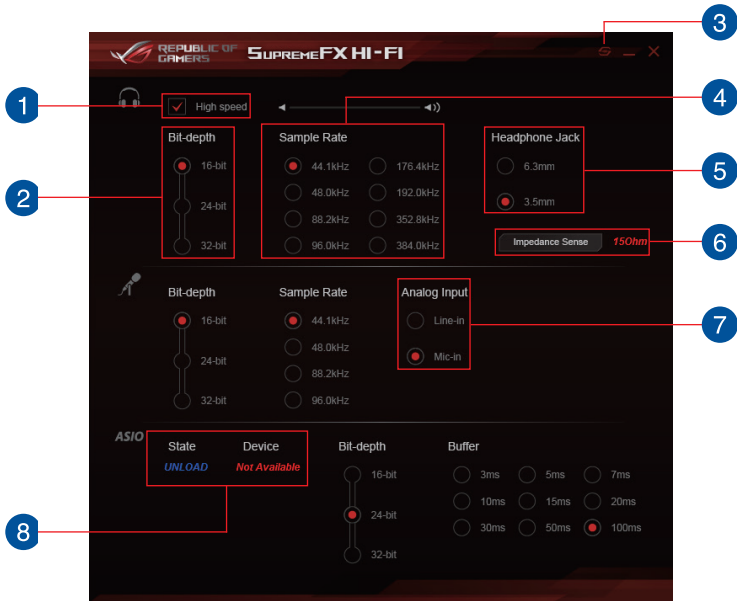 3
REPUBLIC OF
GAMERS
SUPREMEFX HI-FI
1
High speed
4
Bit-depth
Sample Rate
Headphone Jack
16-bit
44.1kHz
176.4kHz
6.3mm
5
2
24-bit
48.0kHz
192.0kHz
3.5mm
88.2kHz
352.8kHz
32-bit
96.0kHz
384.0kHz
Impedance Sense
15Ohm
6
Bit-depth
Sample Rate
Analog Input
16-bit
44.1kHz
Line-in
7
48.0kHz
24-bit
Mic-in
88.2kHz
32-bit
96.0kHz
ASIO
State
Device
Bit-depth
Buffer
UNLOAD
Not Available
16-bit
3ms
5ms
7ms
10ms
15ms
20ms
8
24-bit
30ms
50ms
100ms
32-bit